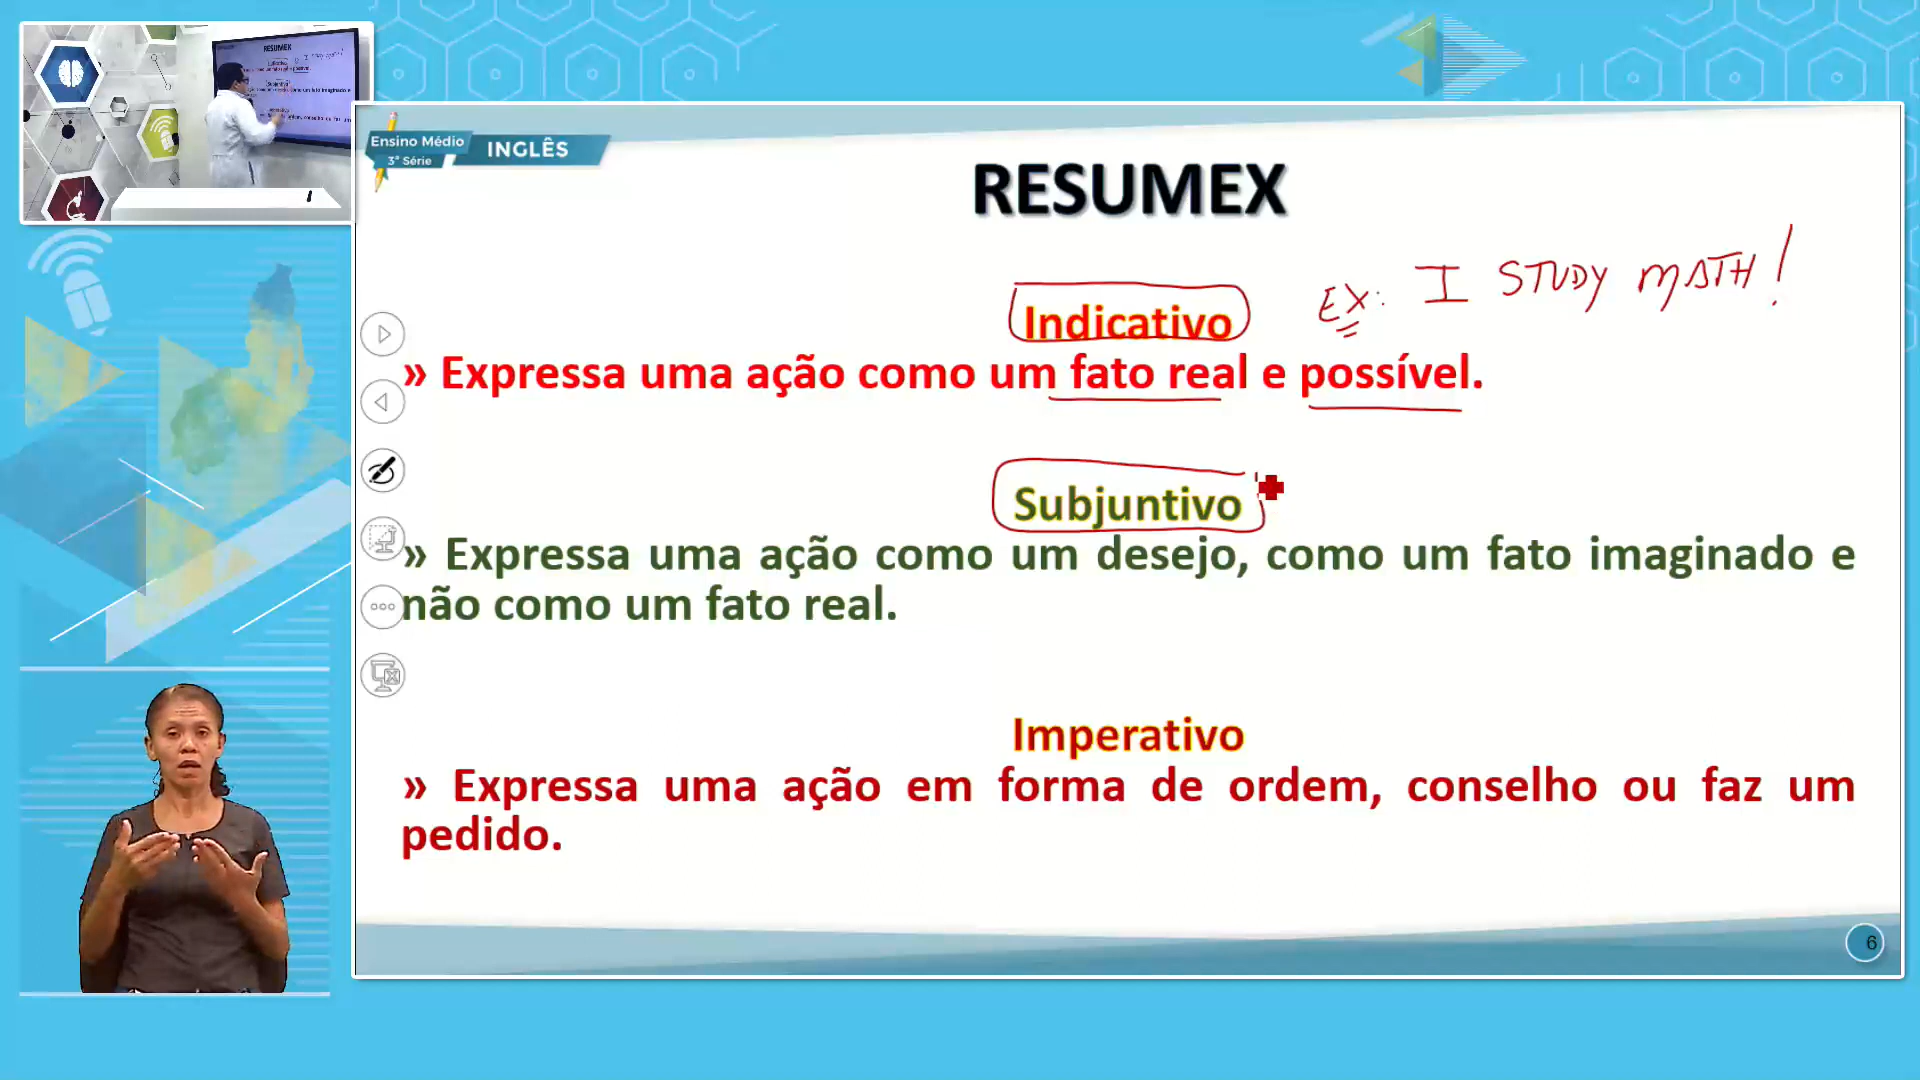 RESUMEX
Ensino Médio
3ª Série
INGLÊS
RESUMEX
EX: I STUDY MATH!
Indicativo
» Expressa uma ação como um fato real e possível.
Subjuntivo
» Expressa uma ação como um desejo, como um fato imaginado e
não como um fato real.
Imperativo
» Expressa uma ação em forma de ordem, conselho ou faz um
pedido.
6